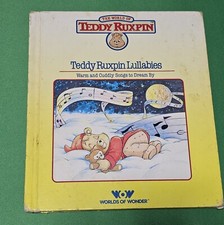 THE WORLD OF
TEDDY RUXPIN
Teddy Ruxpin Lullabies
Warm and Cuddly Songs to Dream By
WOW
WORLDS OF WONDER